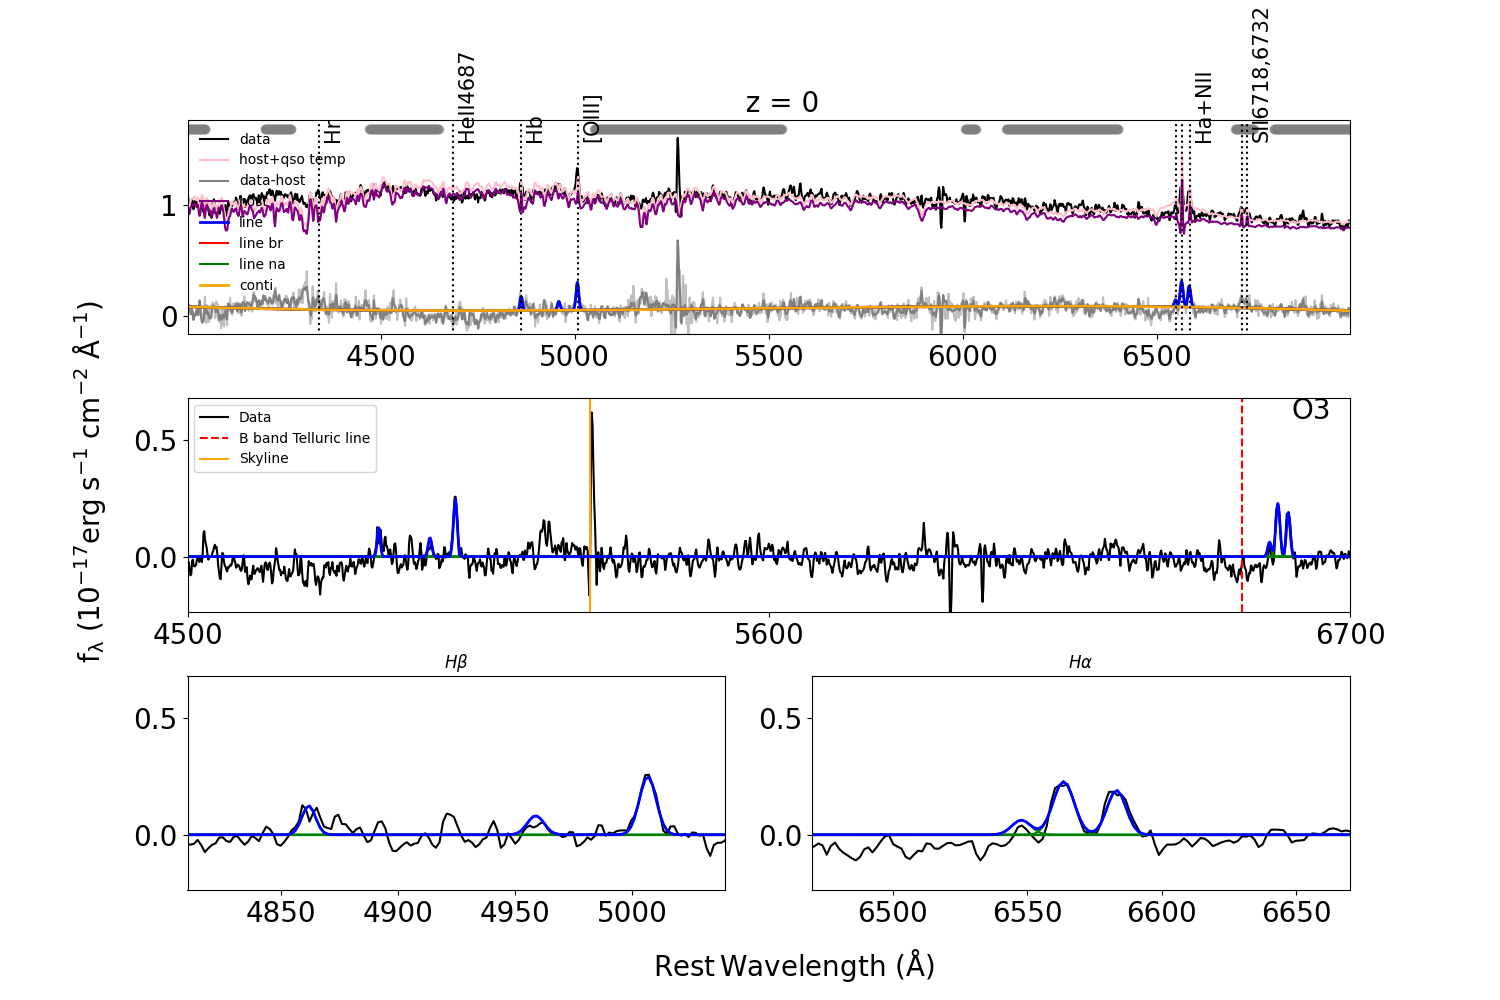 z = 0
Hr
HeII4687
Hb
[OIII]
Ha+NII
SII6718,6732
data
host+qso temp
data-host
line
line br
line na
conti
1
0
4500 5000 5500 6000 6500
fλ (10⁻¹⁷erg s⁻¹ cm⁻² Å⁻¹)
O3
Data
B band Telluric line
Skyline
0.5
0.0
4500 5600 6700
Hβ
0.5
0.0
4850 4900 4950 5000
Hα
0.5
0.0
6500 6550 6600 6650
Rest Wavelength (Å)